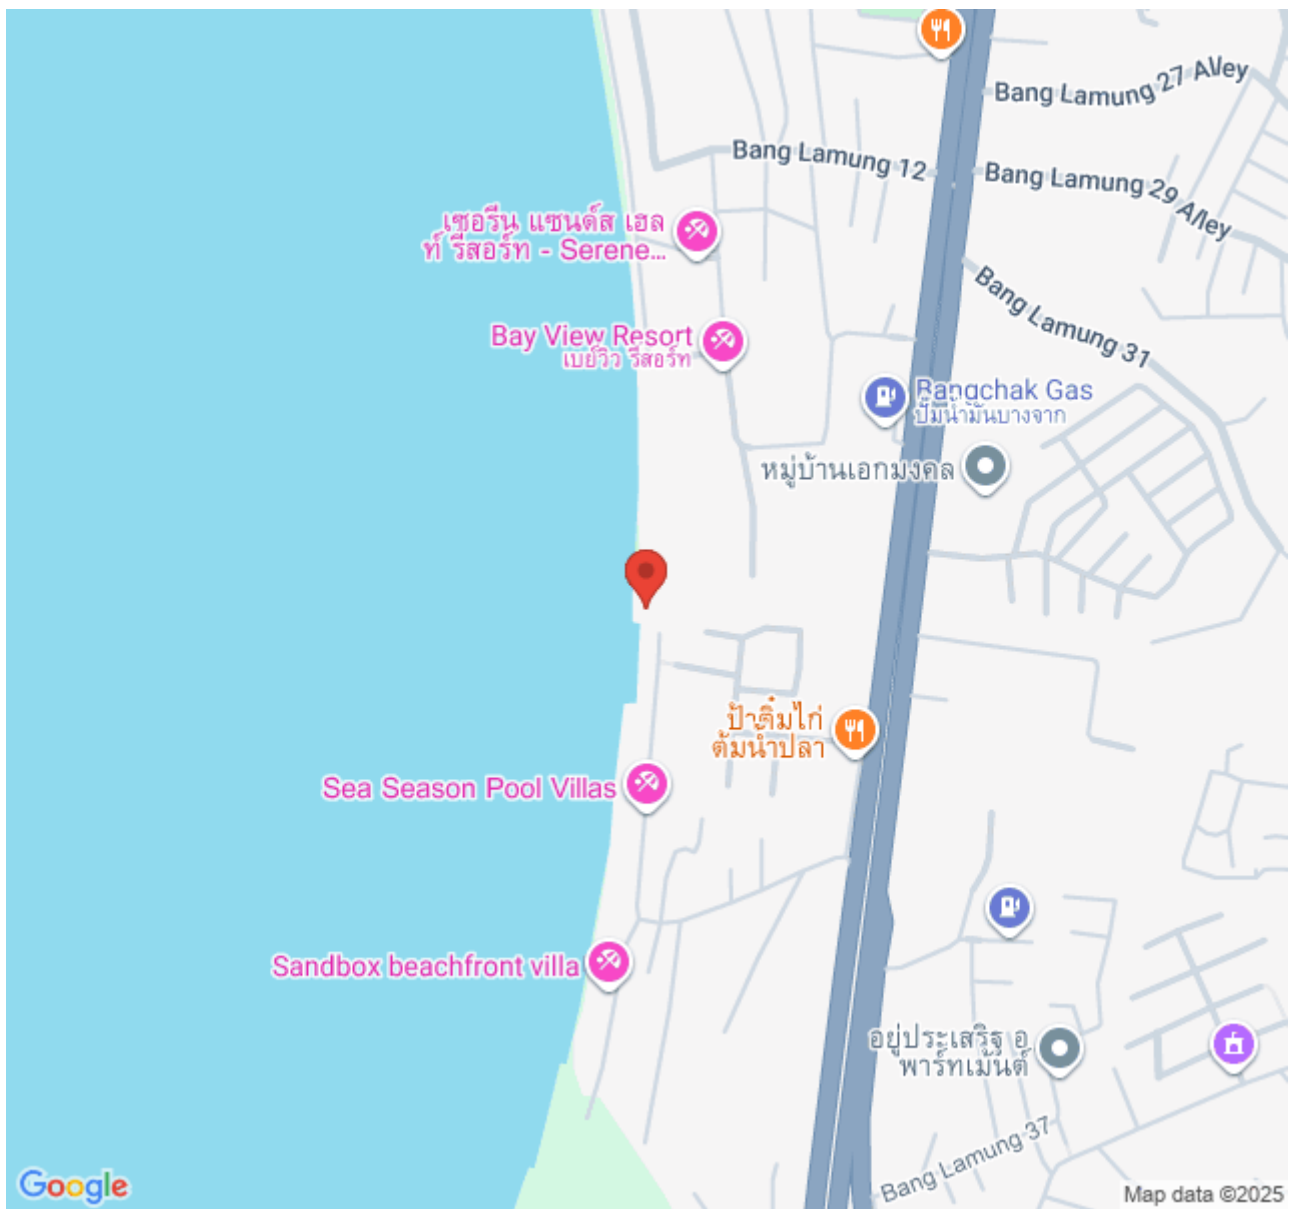 Bang Lamung 27 Alley
Bang Lamung 12
Bang Lamung 29 Alley
เซอรีน แซนด์ส เฮล
ท์ รีสอร์ท - Serene...
Bang Lamung 31
Bay View Resort
เบย์วิว รีสอร์ท
Bangchak Gas
ปั๊มน้ำมันบางจาก
หมู่บ้านเอกมงคล
ป้าติ๋มไก่
ต้มน้ำปลา
Sea Season Pool Villas
Sandbox beachfront villa
อยู่ประเสริฐ อ
พาร์ทเม้นต์
Bang Lamung 37
Google
Map data ©2025